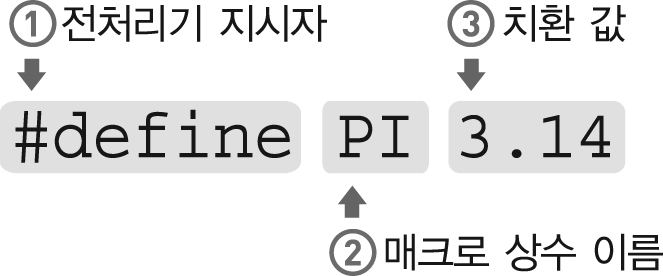 ① 전처리기 지시자 ③ 치환 값
#define PI 3.14
② 매크로 상수 이름